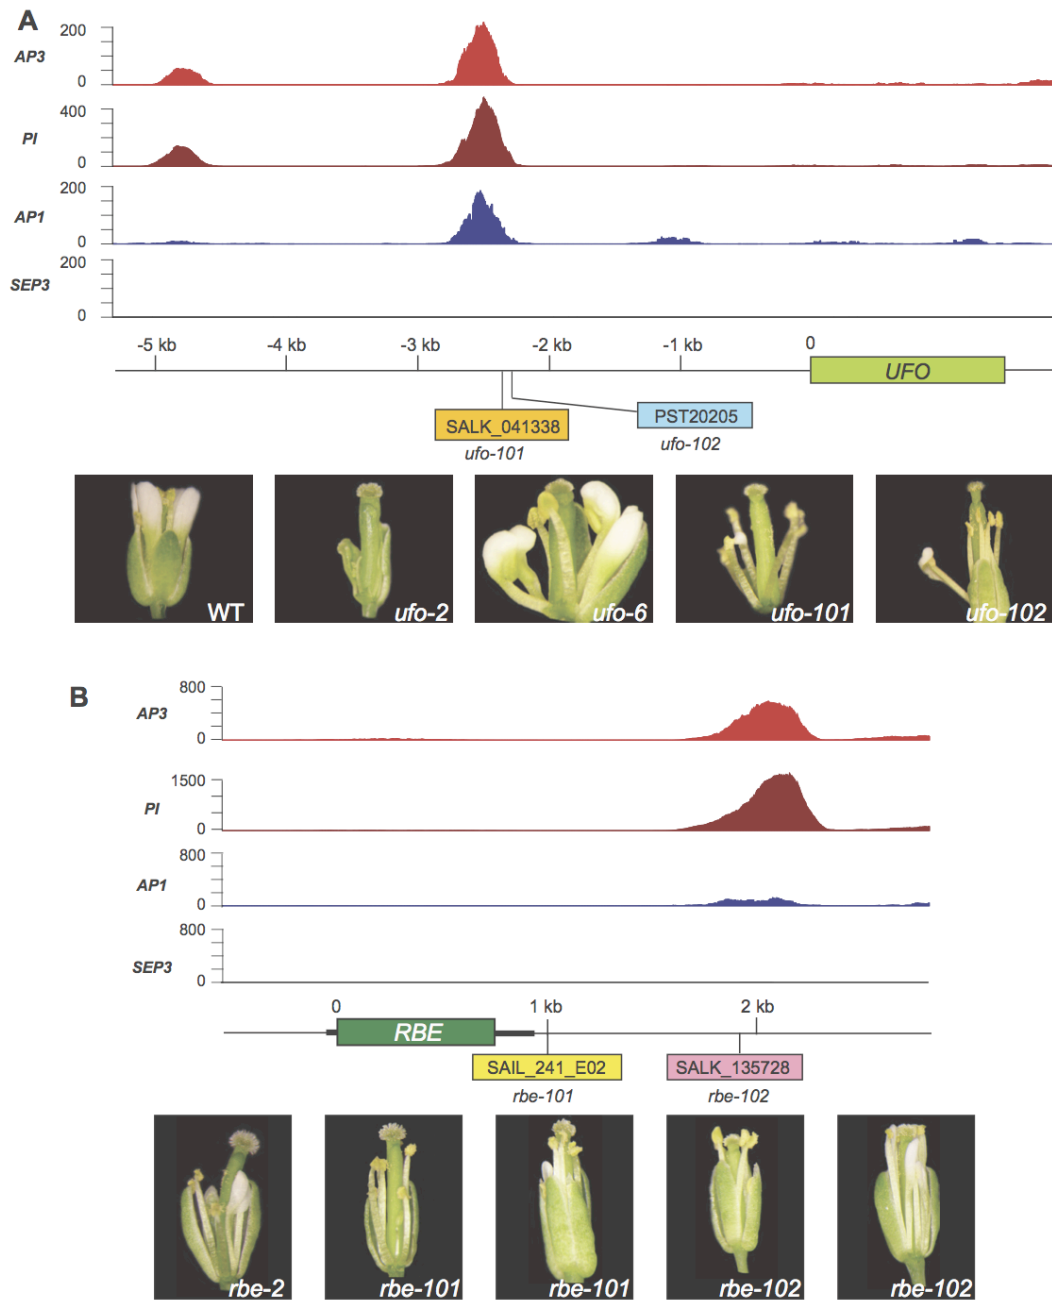 A
AP3
200
0
PI
400
0
AP1
200
0
SEP3
200
0
-5 kb -4 kb -3 kb -2 kb -1 kb 0
UFO
SALK_041338
ufo-101
PST20205
ufo-102
WT
ufo-2
ufo-6
ufo-101
ufo-102
B
AP3
800
0
PI
1500
0
AP1
800
0
SEP3
800
0
0 1 kb 2 kb
RBE
SAIL_241_E02
rbe-101
SALK_135728
rbe-102
rbe-2
rbe-101
rbe-101
rbe-102
rbe-102